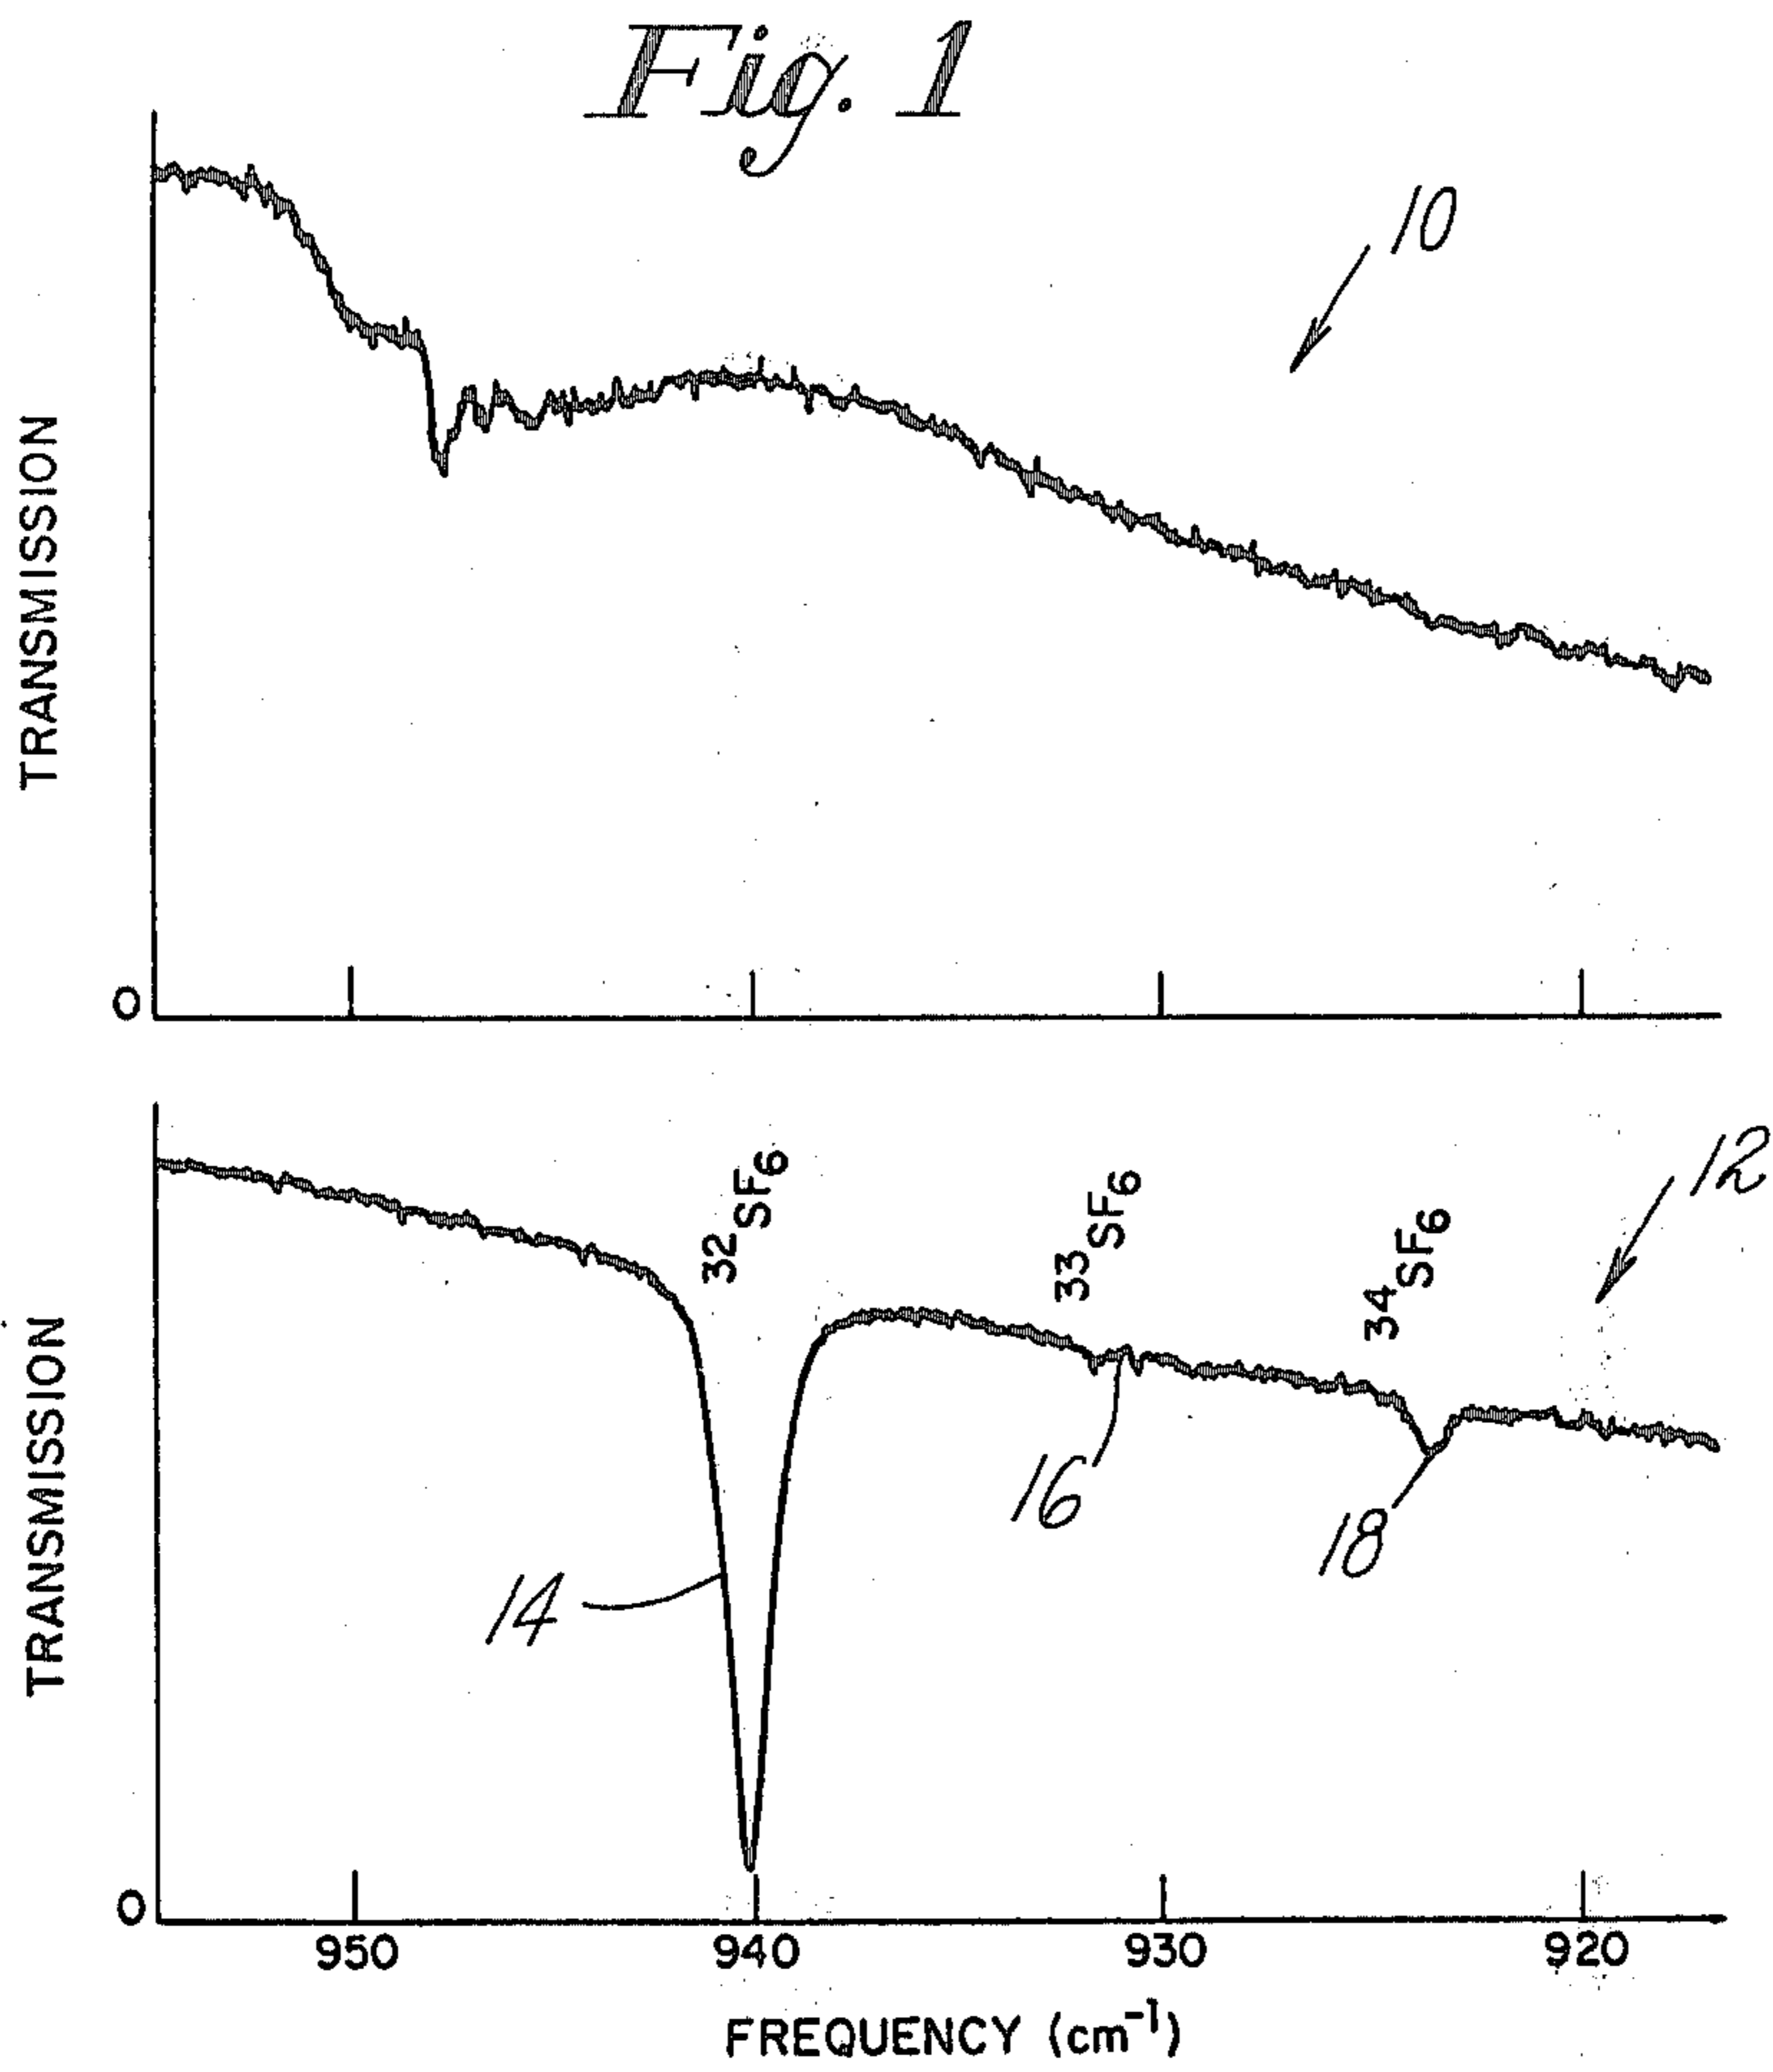 Fig. 1
10
TRANSMISSION
0
³²SF₆
³³SF₆
³⁴SF₆
12
TRANSMISSION
16
18
14
0
950 940 930 920
FREQUENCY (cm⁻¹)